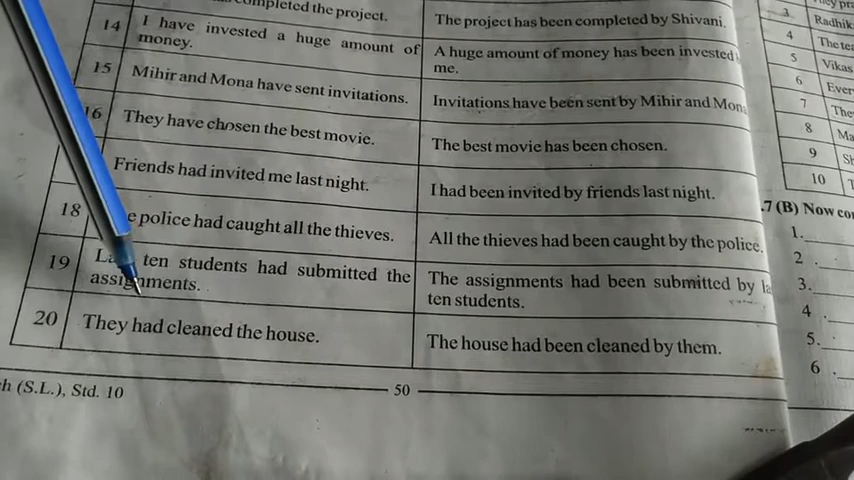 completed the project.
The project has been completed by Shivani.
14 I have invested a huge amount of
money.
A huge amount of money has been invested
me.
15 Mihir and Mona have sent invitations.
Invitations have been sent by Mihir and Mona
16 They have chosen the best movie.
The best movie has been chosen.
Friends had invited me last night.
I had been invited by friends last night.
18 police had caught all the thieves.
All the thieves had been caught by the police.
19 ten students had submitted the
assignments.
The assignments had been submitted by
ten students.
20 They had cleaned the house.
The house had been cleaned by them.
(S.L.), Std. 10
50
3 Radhik
4 The tea
5 Vikas
6 Ever
7 The
8 Ma
9 Sh
10
.7 (B) Now
1.
2 .
3.
4 .
5.
6 .